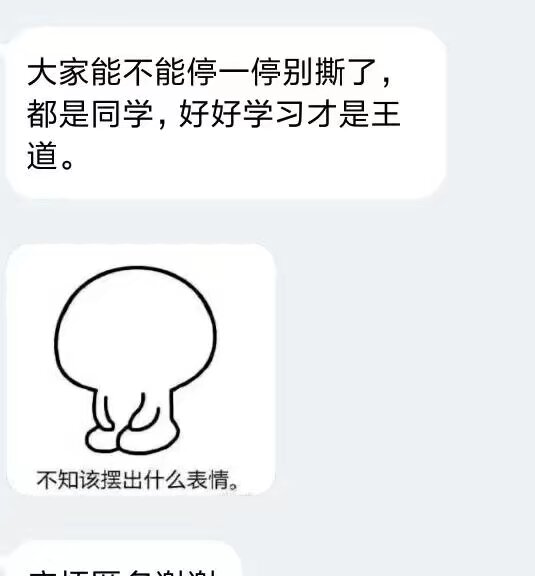 大家能不能停一停别撕了，
都是同学，好好学习才是王
道。
不知该摆出什么表情。